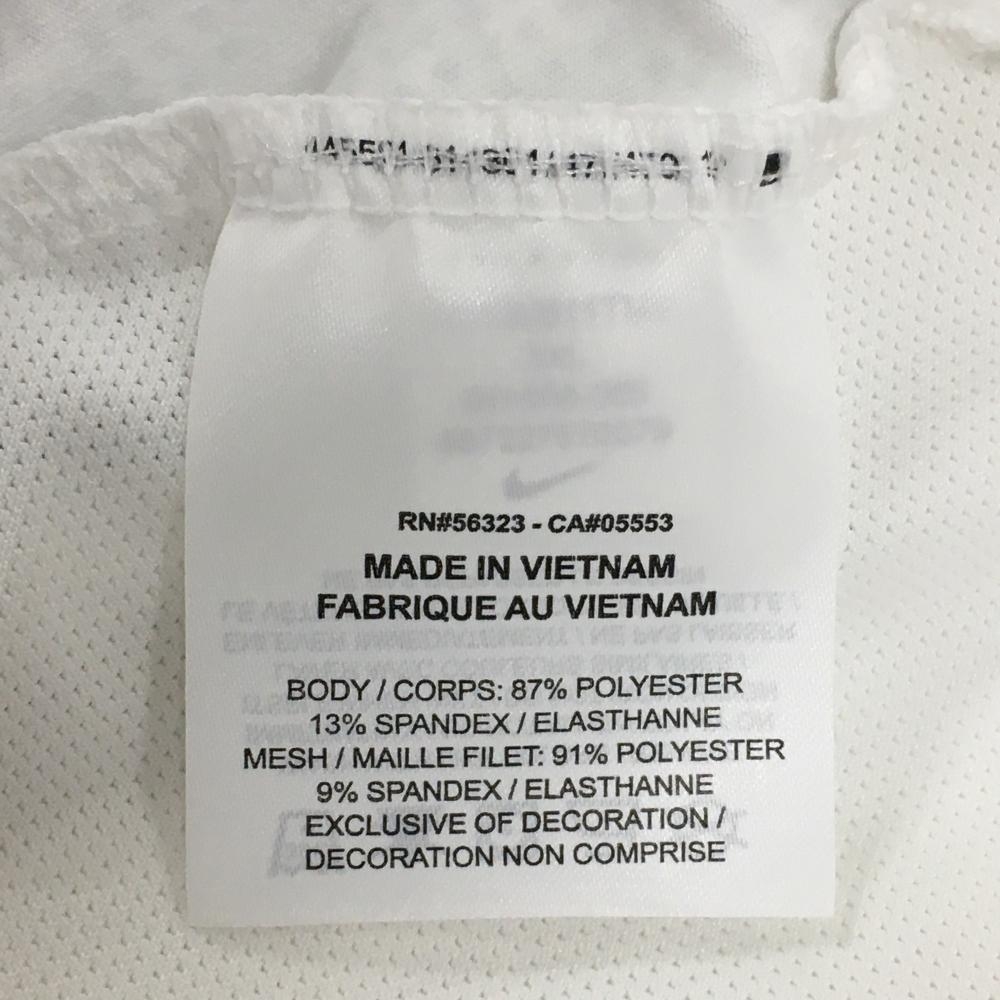 RN#56323 - CA#05553
MADE IN VIETNAM
FABRIQUE AU VIETNAM
BODY / CORPS: 87% POLYESTER
13% SPANDEX / ELASTHANNE
MESH / MAILLE FILET: 91% POLYESTER
9% SPANDEX / ELASTHANNE
EXCLUSIVE OF DECORATION /
DECORATION NON COMPRISE